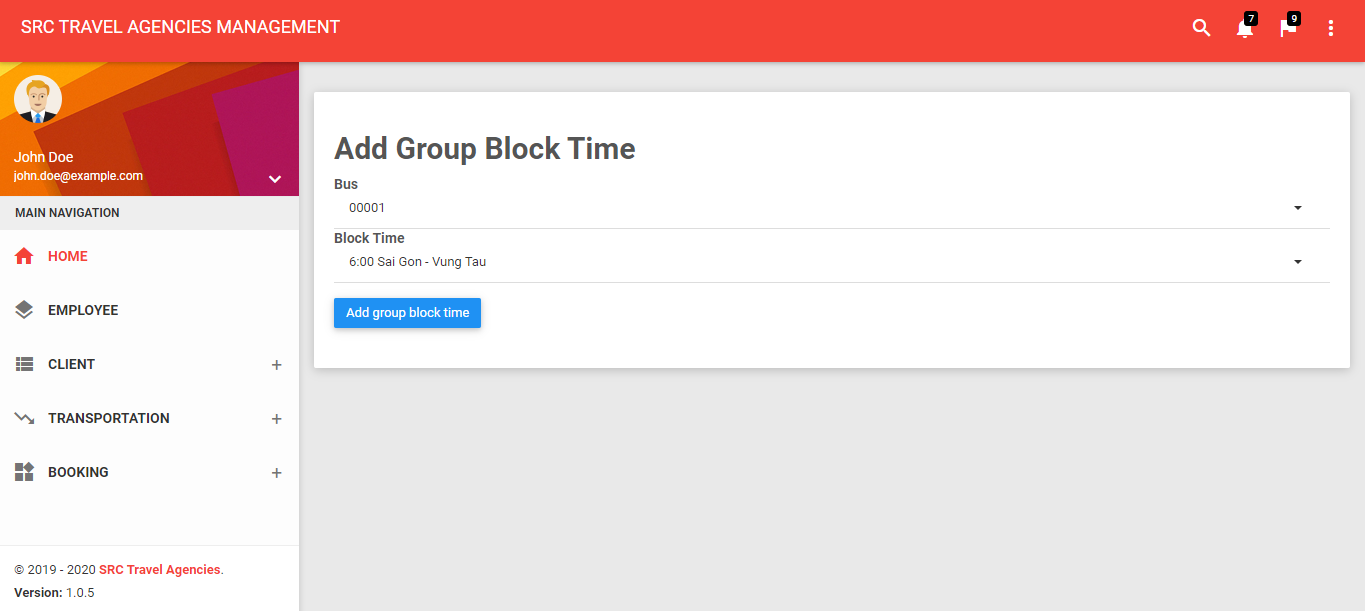 SRC TRAVEL AGENCIES MANAGEMENT
7
9
John Doe
john.doe@example.com
MAIN NAVIGATION
HOME
EMPLOYEE
CLIENT
TRANSPORTATION
BOOKING
© 2019 - 2020 SRC Travel Agencies.
Version: 1.0.5
Add Group Block Time
Bus
00001
Block Time
6:00 Sai Gon - Vung Tau
Add group block time